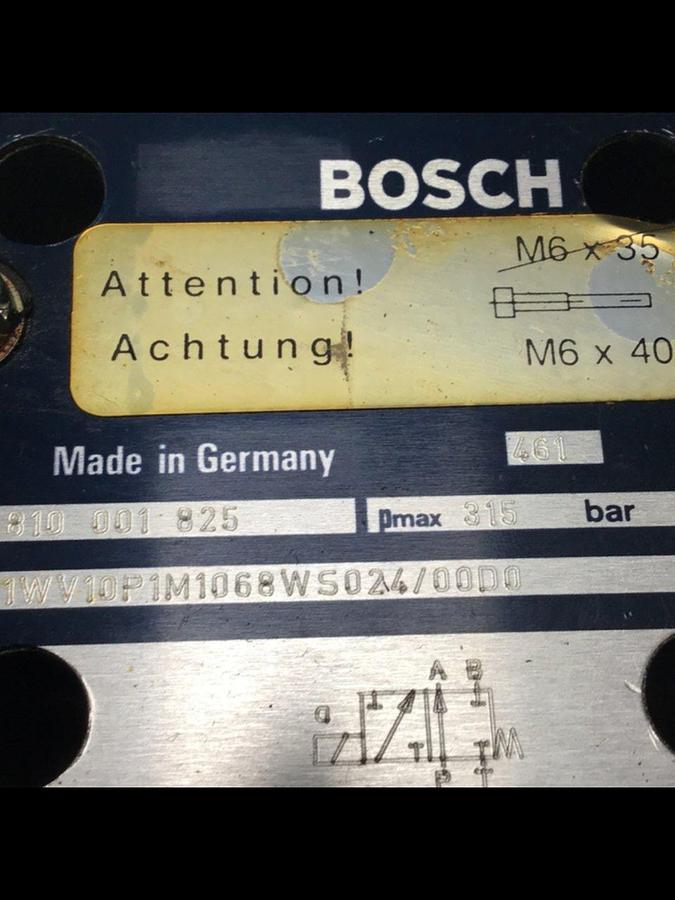 BOSCH
Attention!
M6 x 35
Achtung!
M6 x 40
Made in Germany
461
810 001 825
pmax 315 bar
1WV10P1M1068WS024/00D0
A B
a
T T
P T